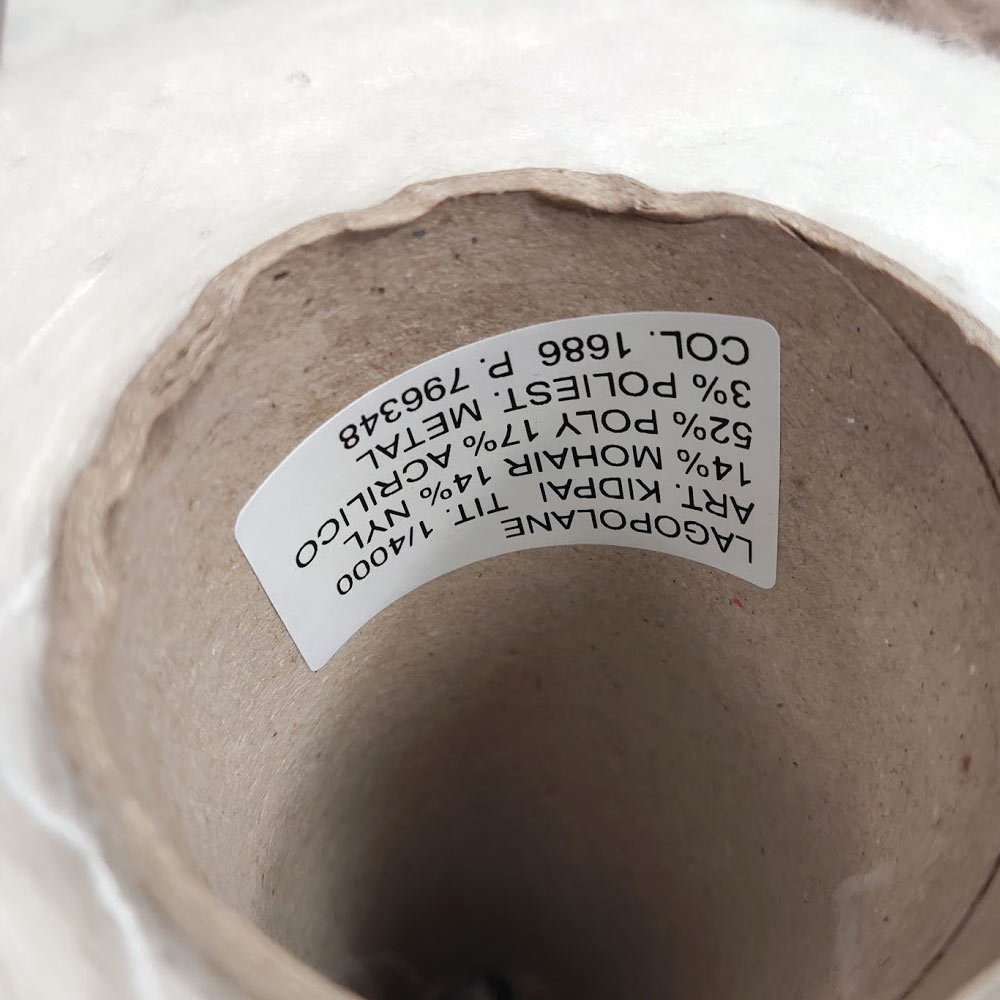 LAGOPOLANE
ART. KIDPAI TIT. 1/4000
14% MOHAIR 14% NYL
52% POLY 17% ACRILICO
3% POLIEST. METAL
COL. 1686 P. 796348